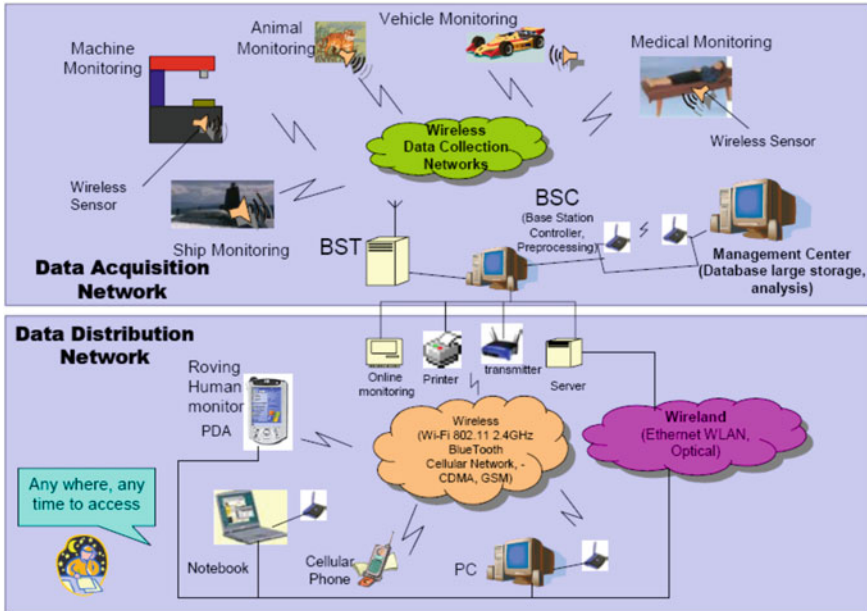 Machine
Monitoring
Animal
Monitoring
Vehicle Monitoring
Medical Monitoring
Wireless
Data Collection
Networks
Wireless Sensor
Wireless
Sensor
Ship Monitoring
BST
BSC
(Base Station
Controller,
Preprocessing)
Management Center
(Database large storage,
analysis)
Data Acquisition
Network
Data Distribution
Network
Online
monitoring
Printer
transmitter
Server
Roving
Human
monitor
PDA
Wireless
(Wi-Fi 802.11 2.4GHz
BlueTooth
Cellular Network, -
CDMA, GSM)
Wireland
(Ethernet WLAN,
Optical)
Any where, any
time to access
Notebook
Cellular
Phone
PC